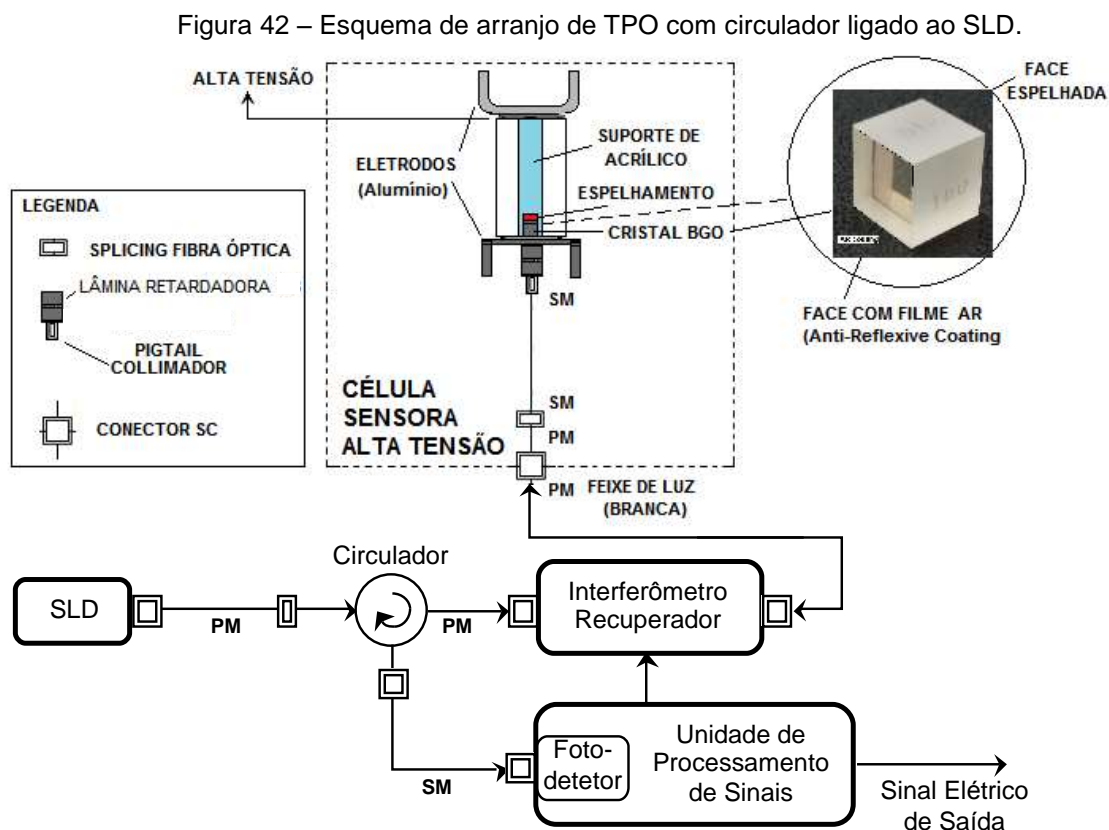 Figura 42 – Esquema de arranjo de TPO com circulador ligado ao SLD.
ALTA TENSÃO
FACE
ESPELHADA
SUPORTE DE
ACRÍLICO
ELETRODOS
(Alumínio)
ESPELHAMENTO
CRISTAL BGO
LEGENDA
SPLICING FIBRA ÓPTICA
LÂMINA RETARDADORA
PIGTAIL
COLLIMADOR
CONECTOR SC
SM
FACE COM FILME AR
(Anti-Reflexive Coating
CÉLULA
SENSORA
ALTA TENSÃO
SM
PM
PM
FEIXE DE LUZ
(BRANCA)
Circulador
SLD
PM
PM
Interferômetro
Recuperador
Foto-
detetor
Unidade de
Processamento
de Sinais
SM
Sinal Elétrico
de Saída